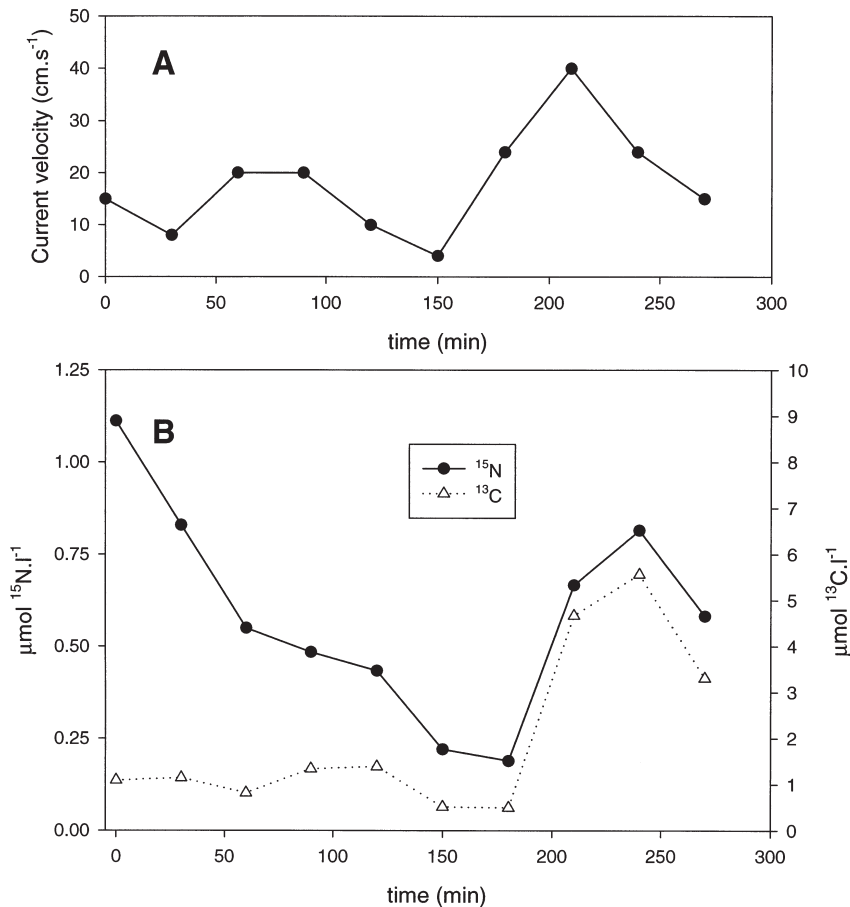 A
Current velocity (cm.s⁻¹)
50
40
30
20
10
0
0 50 100 150 200 250 300
time (min)
B
µmol ¹⁵N.l⁻¹
1.25
1.00
0.75
0.50
0.25
0.00
¹⁵N
¹³C
10
9
8
7
6
5
4
3
2
1
0
µmol ¹³C.l⁻¹
0 50 100 150 200 250 300
time (min)